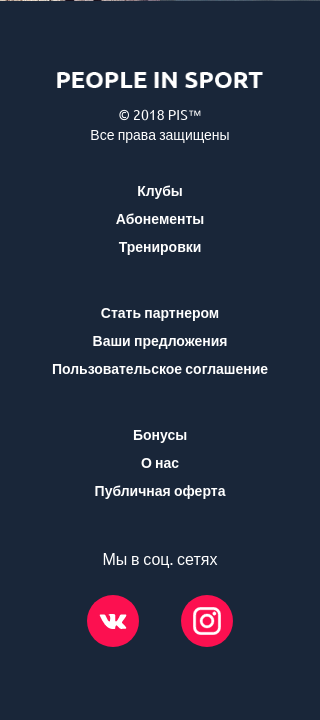 PEOPLE IN SPORT
© 2018 PIS™
Все права защищены
Клубы
Абонементы
Тренировки
Стать партнером
Ваши предложения
Пользовательское соглашение
Бонусы
О нас
Публичная оферта
Мы в соц. сетях